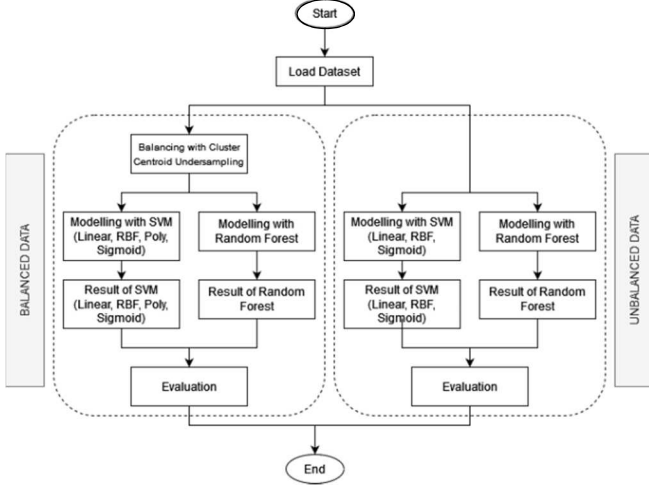 Start
Load Dataset
BALANCED DATA
Balancing with Cluster
Centroid Undersampling
Modelling with SVM
(Linear, RBF, Poly,
Sigmoid)
Modelling with
Random Forest
Result of SVM
(Linear, RBF, Poly,
Sigmoid)
Result of Random
Forest
Evaluation
Modelling with SVM
(Linear, RBF,
Sigmoid)
Modelling with
Random Forest
Result of SVM
(Linear, RBF,
Sigmoid)
Result of Random
Forest
Evaluation
UNBALANCED DATA
End